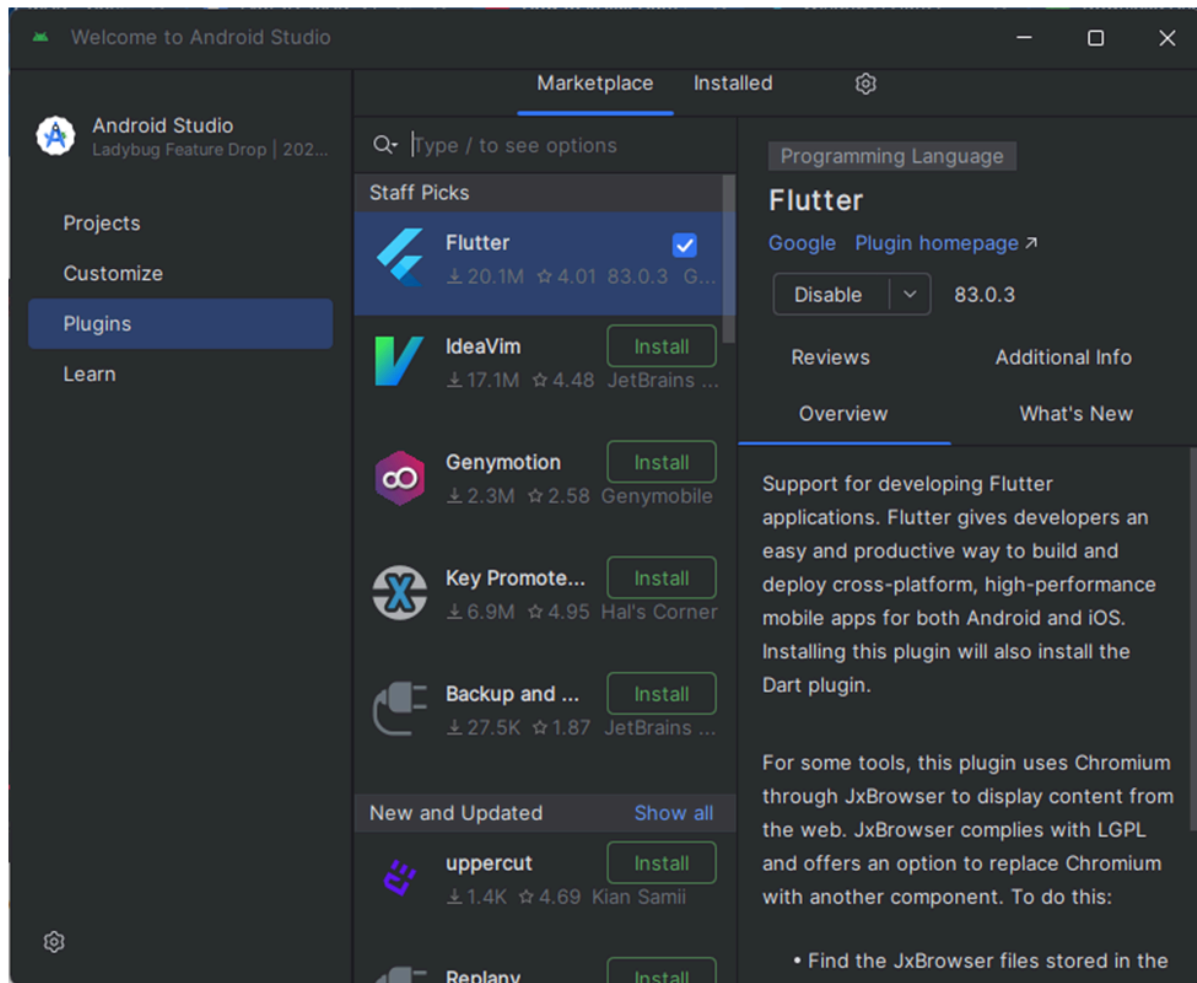 Welcome to Android Studio
Android Studio
Ladybug Feature Drop | 202...
Projects
Customize
Plugins
Learn
Marketplace Installed
Type / to see options
Staff Picks
Flutter
20.1M 4.01 83.0.3 G...
IdeaVim Install
17.1M 4.48 JetBrains ...
Genymotion Install
2.3M 2.58 Genymobile
Key Promote... Install
6.9M 4.95 Hal's Corner
Backup and ... Install
27.5K 1.87 JetBrains ...
New and Updated Show all
uppercut Install
1.4K 4.69 Kian Samii
Replany Install
Programming Language
Flutter
Google Plugin homepage ↗
Disable 83.0.3
Reviews Additional Info
Overview What's New
Support for developing Flutter
applications. Flutter gives developers an
easy and productive way to build and
deploy cross-platform, high-performance
mobile apps for both Android and iOS.
Installing this plugin will also install the
Dart plugin.
For some tools, this plugin uses Chromium
through JxBrowser to display content from
the web. JxBrowser complies with LGPL
and offers an option to replace Chromium
with another component. To do this:
• Find the JxBrowser files stored in the